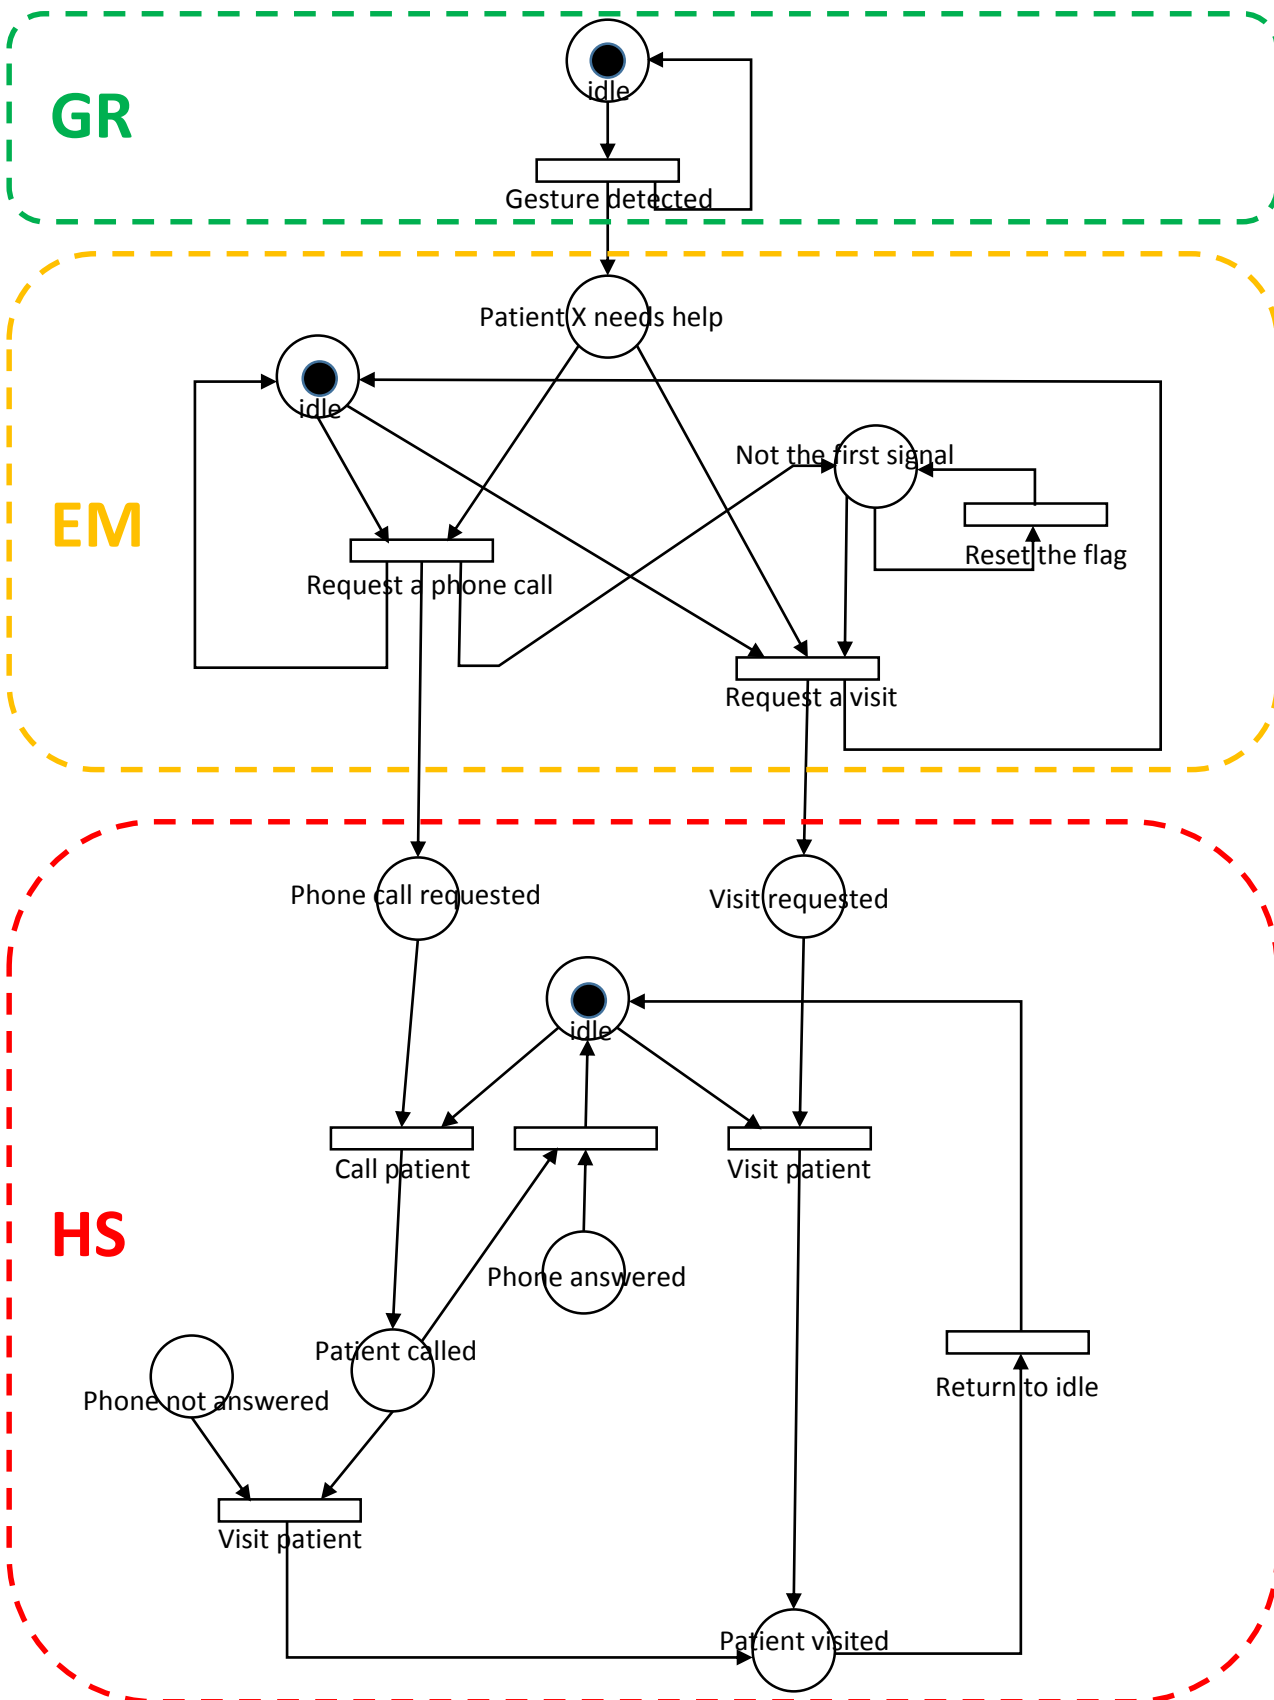 idle
GR
Gesture detected
Patient X needs help
idle
Not the first signal
EM
Reset the flag
Request a phone call
Request a visit
Phone call requested
Visit requested
idle
Call patient
Visit patient
HS
Phone answered
Patient called
Phone not answered
Return to idle
Visit patient
Patient visited